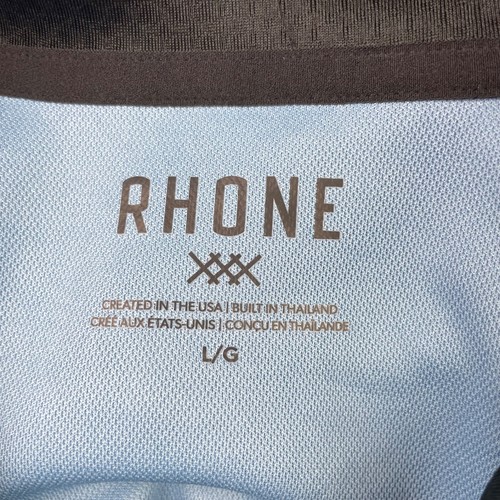 RHONE
CREATED IN THE USA | BUILT IN THAILAND
CRÉE AUX ÉTATS-UNIS | CONCU EN THAILANDE
L/G